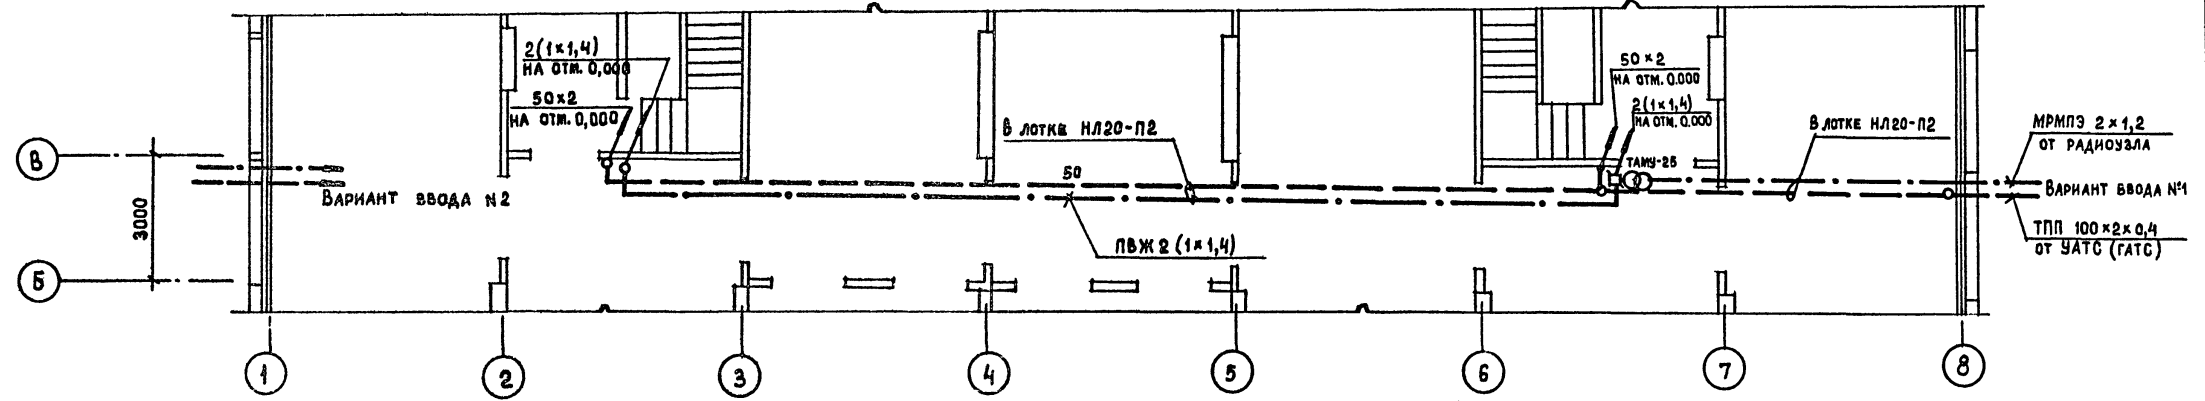 2(1×1,4)
НА ОТМ. 0,000
50×2
НА ОТМ. 0,000
50×2
НА ОТМ. 0.000
2(1×1,4)
НА ОТМ. 0.000
В ЛОТКЕ НЛ20-П2
В ЛОТКЕ НЛ20-П2
МРМПЭ 2×1,2
ОТ РАДИОУЗЛА
ТАМУ-25
В
50
ВАРИАНТ ВВОДА №2
ВАРИАНТ ВВОДА №1
3000
ПВЖ 2 (1×1,4)
ТПП 100×2×0,4
ОТ УАТС (ГАТС)
Б
1
2
3
4
5
6
7
8